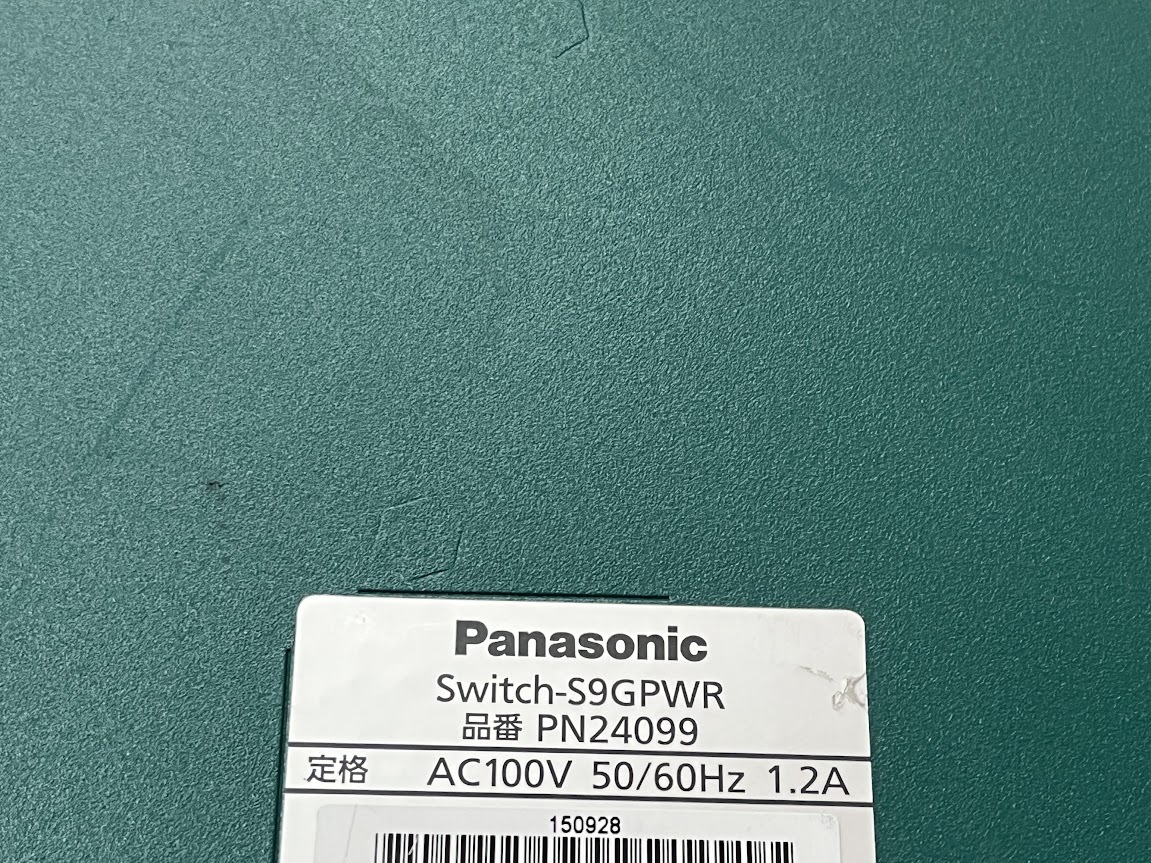 Panasonic
Switch-S9GPWR
品番 PN24099
定格 AC100V 50/60Hz 1.2A
150928